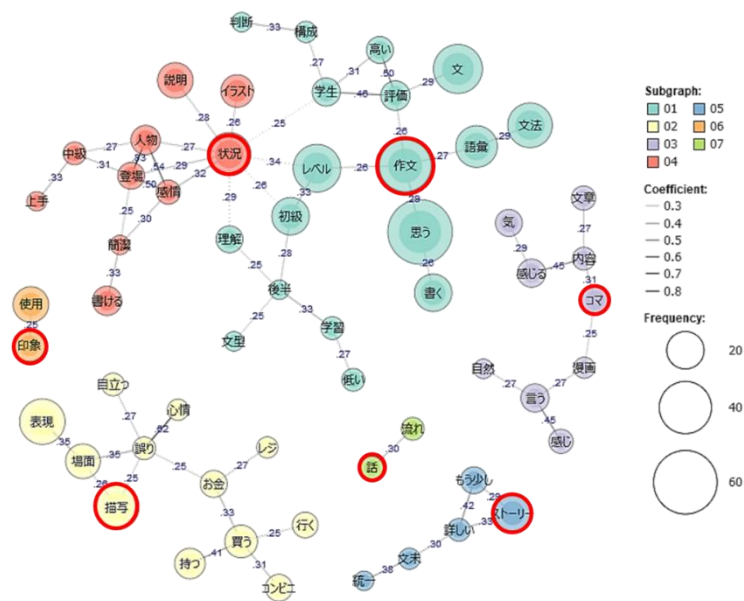 判断
.33
構成
.27
高い
.31
.50
学生
.46
評価
.29
文
説明
イラスト
.28
.26
.25
.26
文法
.29
語彙
.27
人物
.27
状況
中級
.27
.83
.54
.31
登場
.29
.50
感情
.32
.34
レベル
.26
作文
.33
上手
.25
.30
.29
.26
.33
初級
.29
思う
簡潔
理解
.28
.26
.33
.25
書ける
後半
書く
.25
.33
文型
学習
.27
低い
文章
気
.27
.29
感じる
.45
内容
.31
コマ
.25
自然
漫画
.27
.27
言う
.45
感じ
使用
.25
印象
目立つ
心情
表現
.27
.62
.35
場面
.35
誤り
.26
.25
.25
レジ
描写
お金
.27
.33
行く
.25
買う
持つ
.41
.31
コンビニ
流れ
.30
話
もう少し
.29
ストーリー
.42
.33
詳しい
.30
文末
.38
統一
Subgraph:
01
05
02
06
03
07
04
Coefficient:
0.3
0.4
0.5
0.6
0.7
0.8
Frequency:
20
40
60